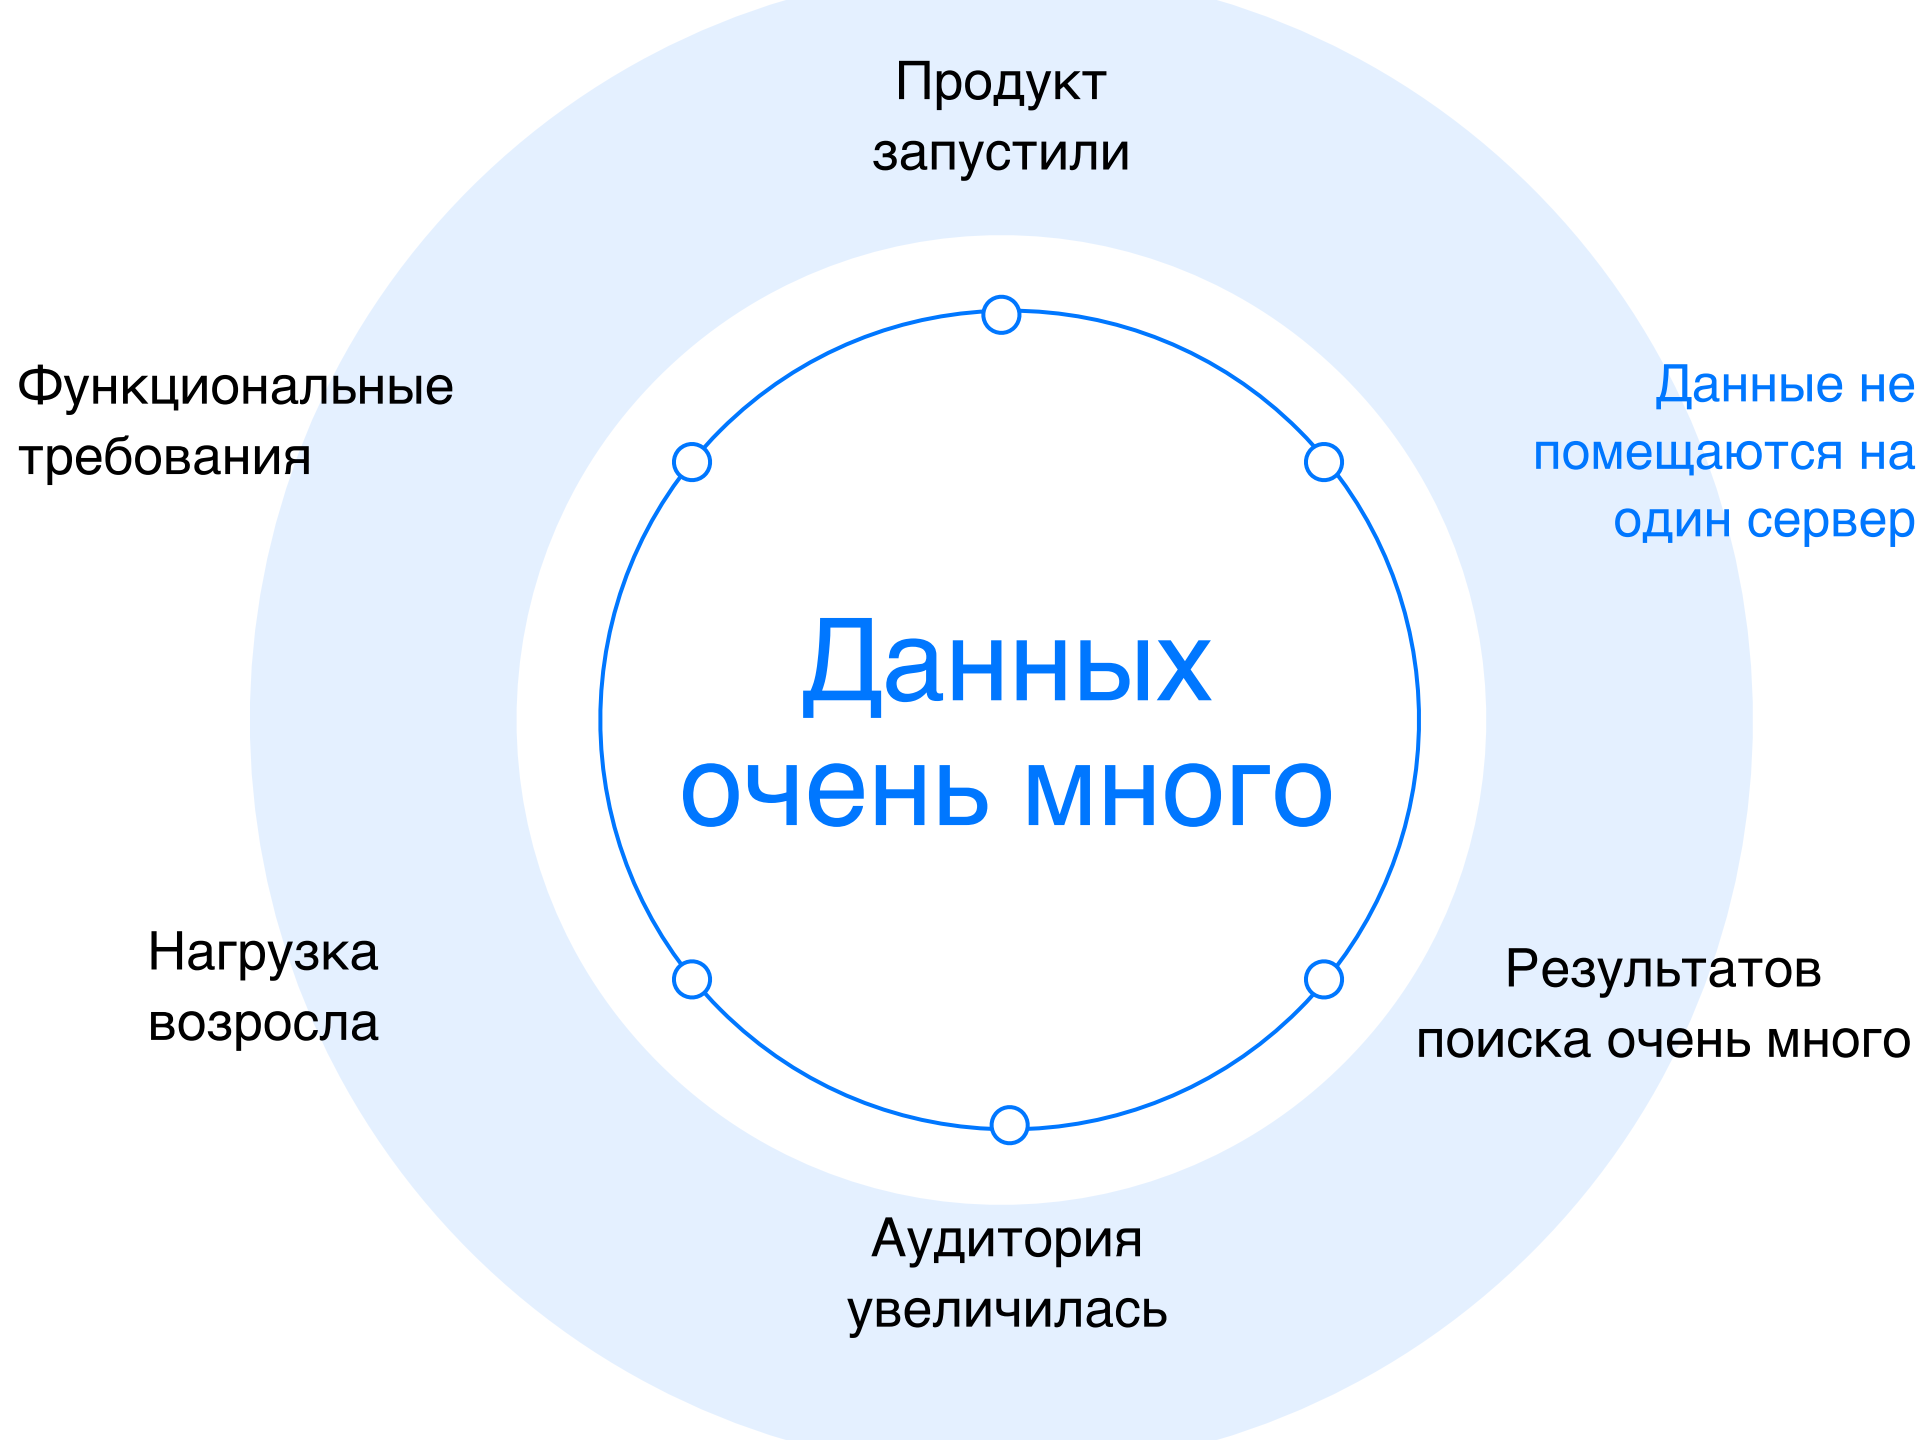 Продукт
запустили
Функциональные
требования
Данные не
помещаются на
один сервер
Данных
очень много
Нагрузка
возросла
Результатов
поиска очень много
Аудитория
увеличилась